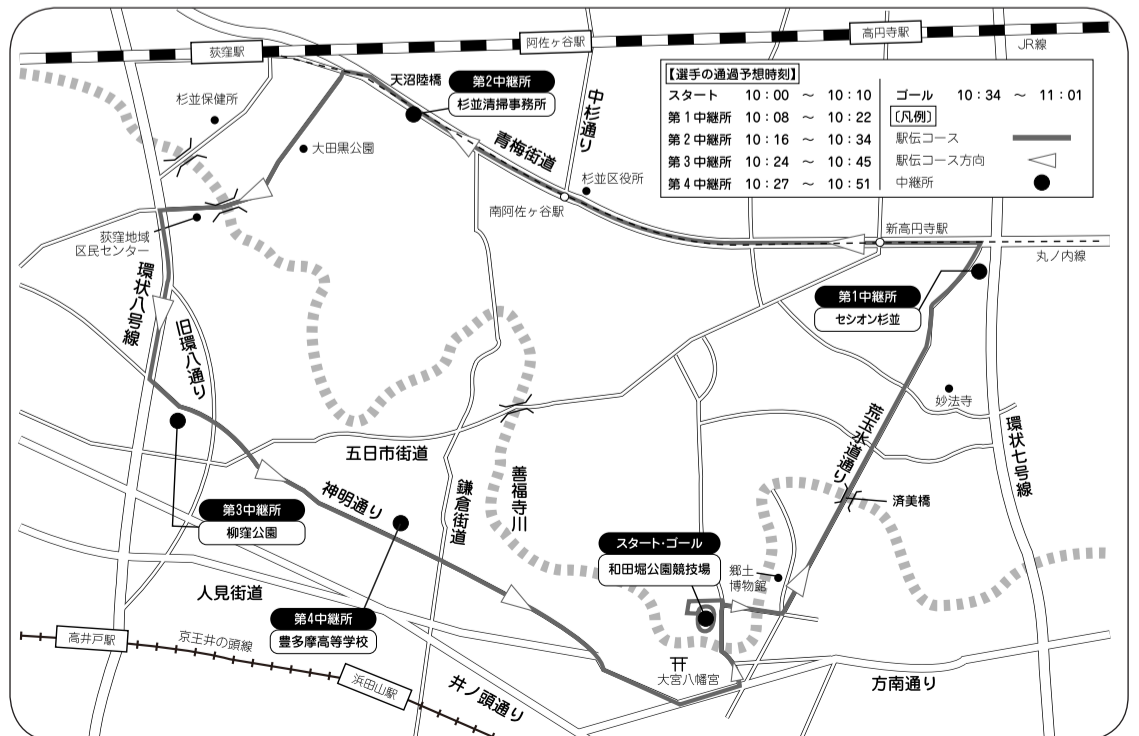 荻窪駅
阿佐ヶ谷駅
高円寺駅
JR線
天沼陸橋
第2中継所
杉並清掃事務所
中杉通り
【選手の通過予想時刻】
スタート 10：00 ～ 10：10
第1中継所 10：08 ～ 10：22
第2中継所 10：16 ～ 10：34
第3中継所 10：24 ～ 10：45
第4中継所 10：27 ～ 10：51
ゴール 10：34 ～ 11：01
〔凡例〕
駅伝コース
駅伝コース方向
中継所
杉並保健所
大田黒公園
青梅街道
杉並区役所
南阿佐ヶ谷駅
新高円寺駅
丸ノ内線
荻窪地域
区民センター
環状八号線
旧環八通り
第1中継所
セシオン杉並
妙法寺
荒玉水道通り
環状七号線
五日市街道
善福寺川
鎌倉街道
神明通り
済美橋
第3中継所
柳窪公園
スタート・ゴール
和田堀公園競技場
郷土
博物館
人見街道
第4中継所
豊多摩高等学校
高井戸駅
京王井の頭線
浜田山駅
井ノ頭通り
大宮八幡宮
方南通り